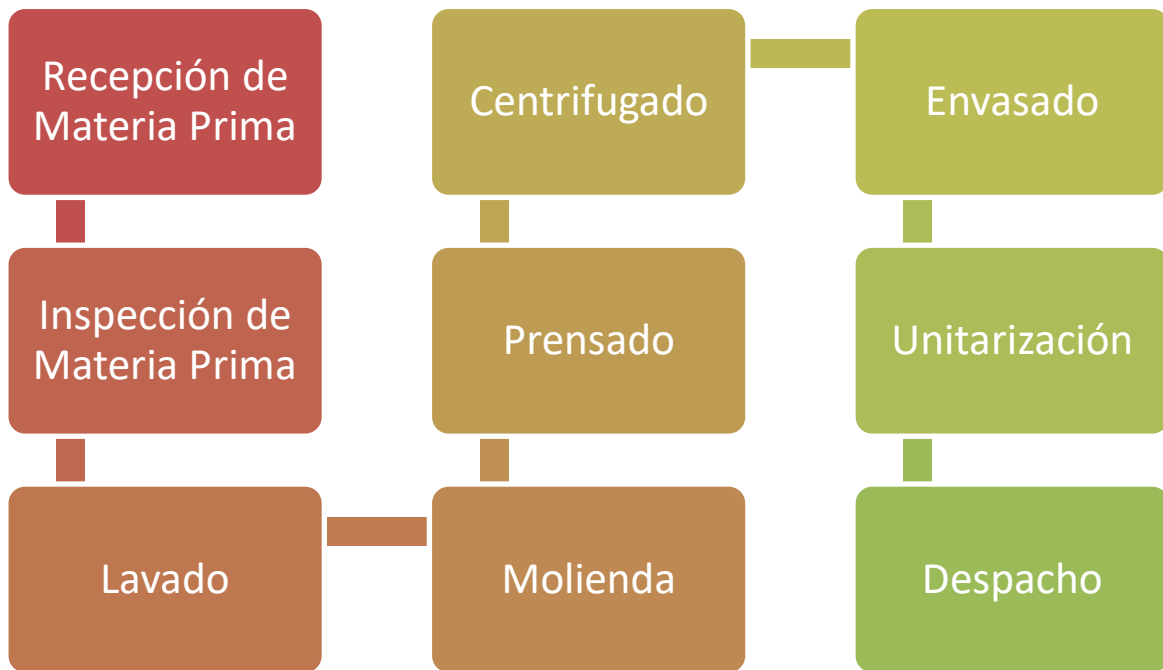 Recepción de
Materia Prima
Inspección de
Materia Prima
Lavado
Molienda
Prensado
Centrifugado
Envasado
Unitarización
Despacho